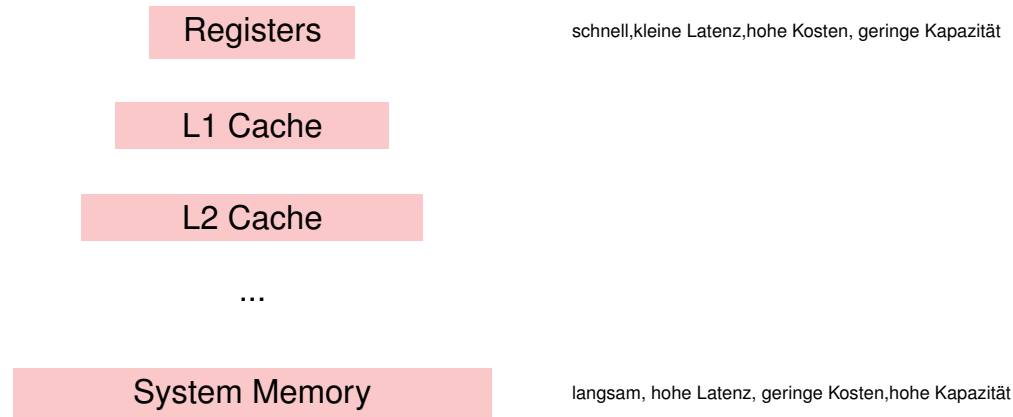 Registers
schnell,kleine Latenz,hohe Kosten, geringe Kapazität
L1 Cache
L2 Cache
...
System Memory
langsam, hohe Latenz, geringe Kosten,hohe Kapazität